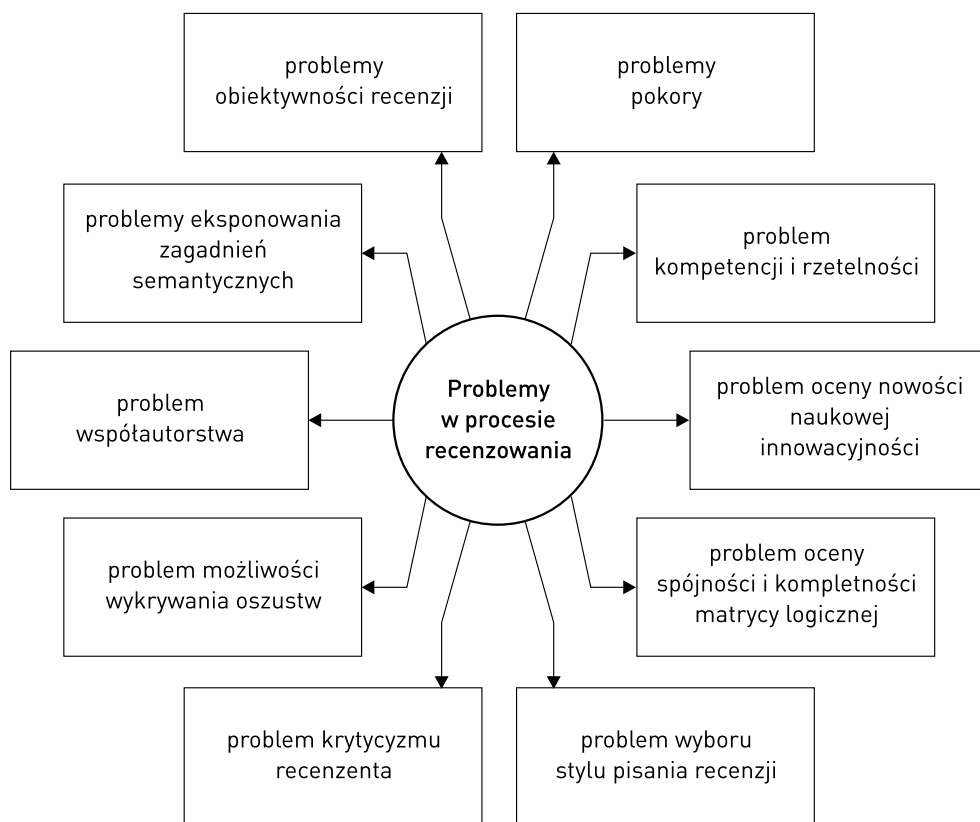 problemy
obiektywności recenzji
problemy
pokory
problemy eksponowania
zagadnień
semantycznych
problem
kompetencji i rzetelności
problem
współautorstwa
Problemy
w procesie
recenzowania
problem oceny nowości
naukowej
innowacyjności
problem możliwości
wykrywania oszustw
problem oceny
spójności i kompletności
matrycy logicznej
problem krytycyzmu
recenzenta
problem wyboru
stylu pisania recenzji